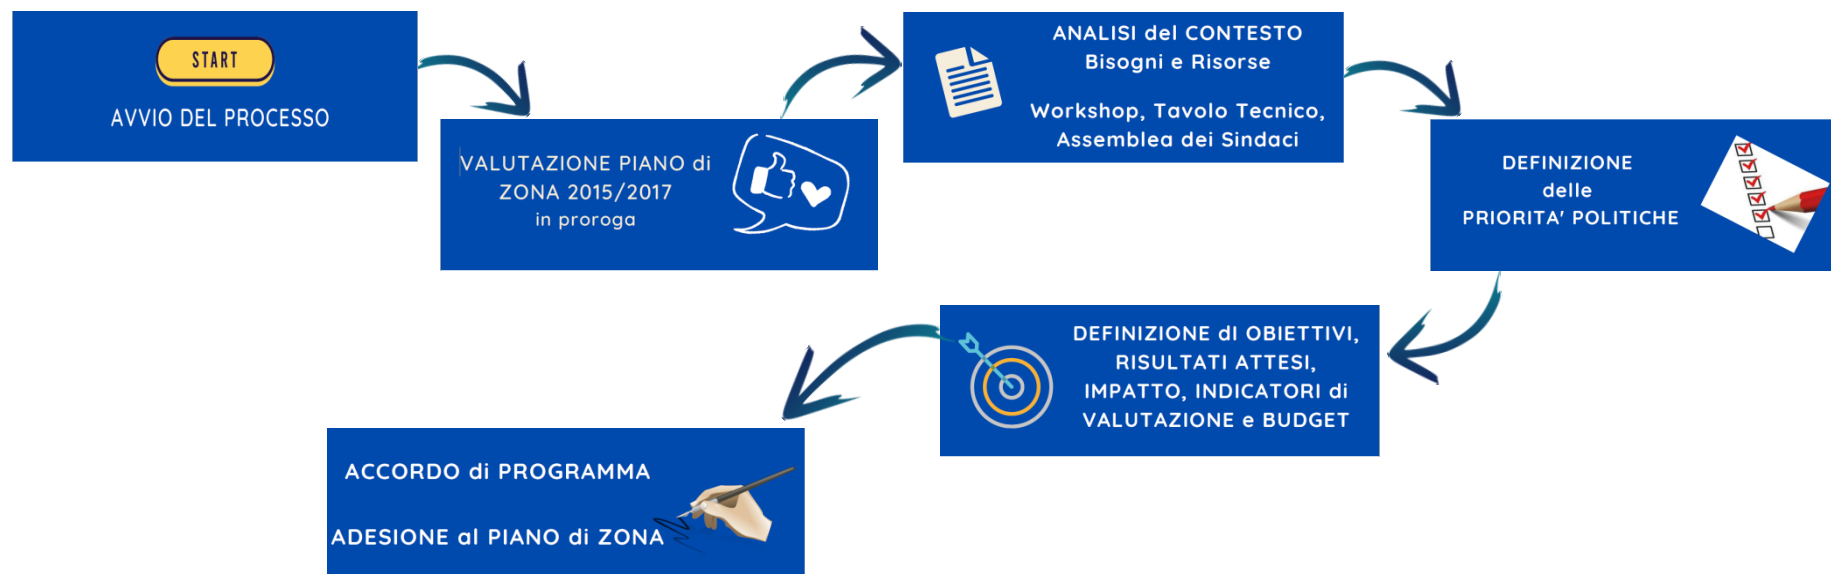 START
AVVIO DEL PROCESSO
VALUTAZIONE PIANO di
ZONA 2015/2017
in proroga
ANALISI del CONTESTO
Bisogni e Risorse
Workshop, Tavolo Tecnico,
Assemblea dei Sindaci
DEFINIZIONE
delle
PRIORITA' POLITICHE
DEFINIZIONE dI OBIETTIVI,
RISULTATI ATTESI,
IMPATTO, INDICATORI di
VALUTAZIONE e BUDGET
ACCORDO di PROGRAMMA
ADESIONE al PIANO di ZONA